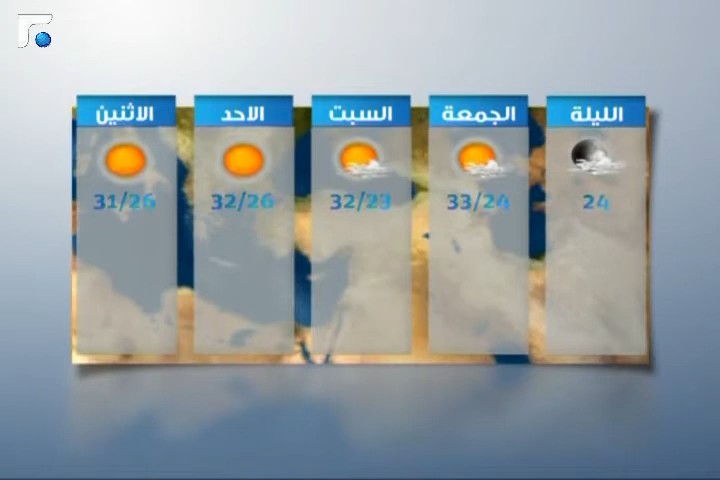 الليلة
24
الجمعة
33/24
السبت
32/23
الاحد
32/26
الاثنين
31/26